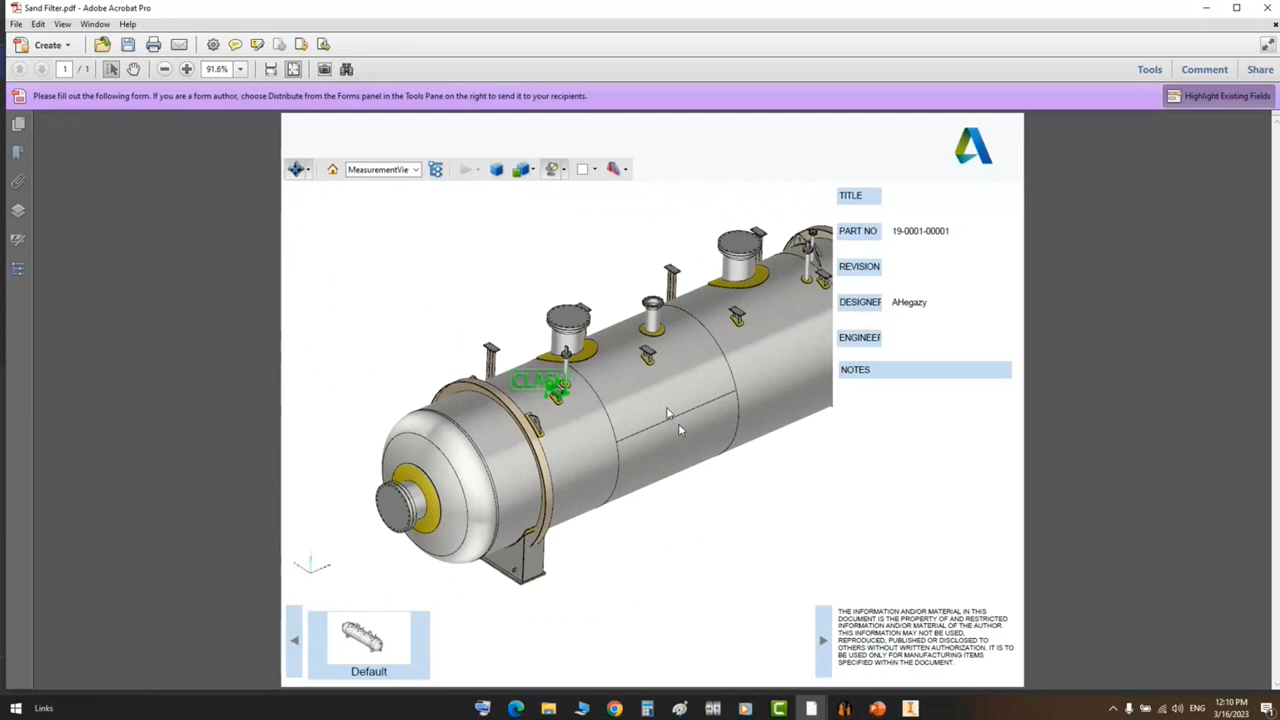 Sand Filter.pdf - Adobe Acrobat Pro
File Edit View Window Help
Create
1 / 1
91.6%
Tools Comment Share
Please fill out the following form. If you are a form author, choose Distribute from the Forms panel in the Tools Pane on the right to send it to your recipients.
Highlight Existing Fields
MeasurementVie
TITLE
PART NO 19-0001-00001
REVISION
DESIGNER AHegazy
ENGINEER
NOTES
Default
THE INFORMATION AND/OR MATERIAL IN THIS
DOCUMENT IS THE PROPERTY OF AND RESTRICTED
INFORMATION AND/OR MATERIAL OF THE AUTHOR.
THIS INFORMATION MAY NOT BE USED,
REPRODUCED, PUBLISHED OR DISCLOSED TO
OTHERS WITHOUT WRITTEN AUTHORIZATION. IT IS
TO BE USED ONLY FOR MANUFACTURING ITEMS
SPECIFIED WITHIN THE DOCUMENT.
Links
ENG
12:10 PM
3/16/2023